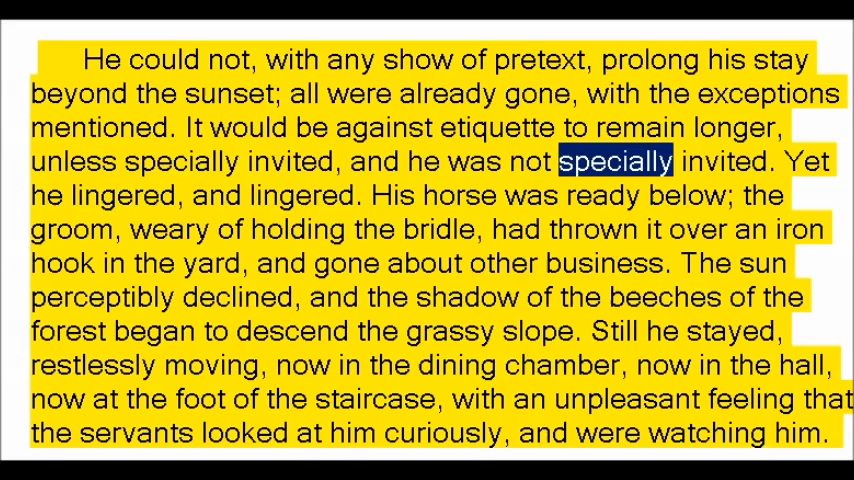 He could not, with any show of pretext, prolong his stay
beyond the sunset; all were already gone, with the exceptions
mentioned. It would be against etiquette to remain longer,
unless specially invited, and he was not specially invited. Yet
he lingered, and lingered. His horse was ready below; the
groom, weary of holding the bridle, had thrown it over an iron
hook in the yard, and gone about other business. The sun
perceptibly declined, and the shadow of the beeches of the
forest began to descend the grassy slope. Still he stayed,
restlessly moving, now in the dining chamber, now in the hall,
now at the foot of the staircase, with an unpleasant feeling that
the servants looked at him curiously, and were watching him.